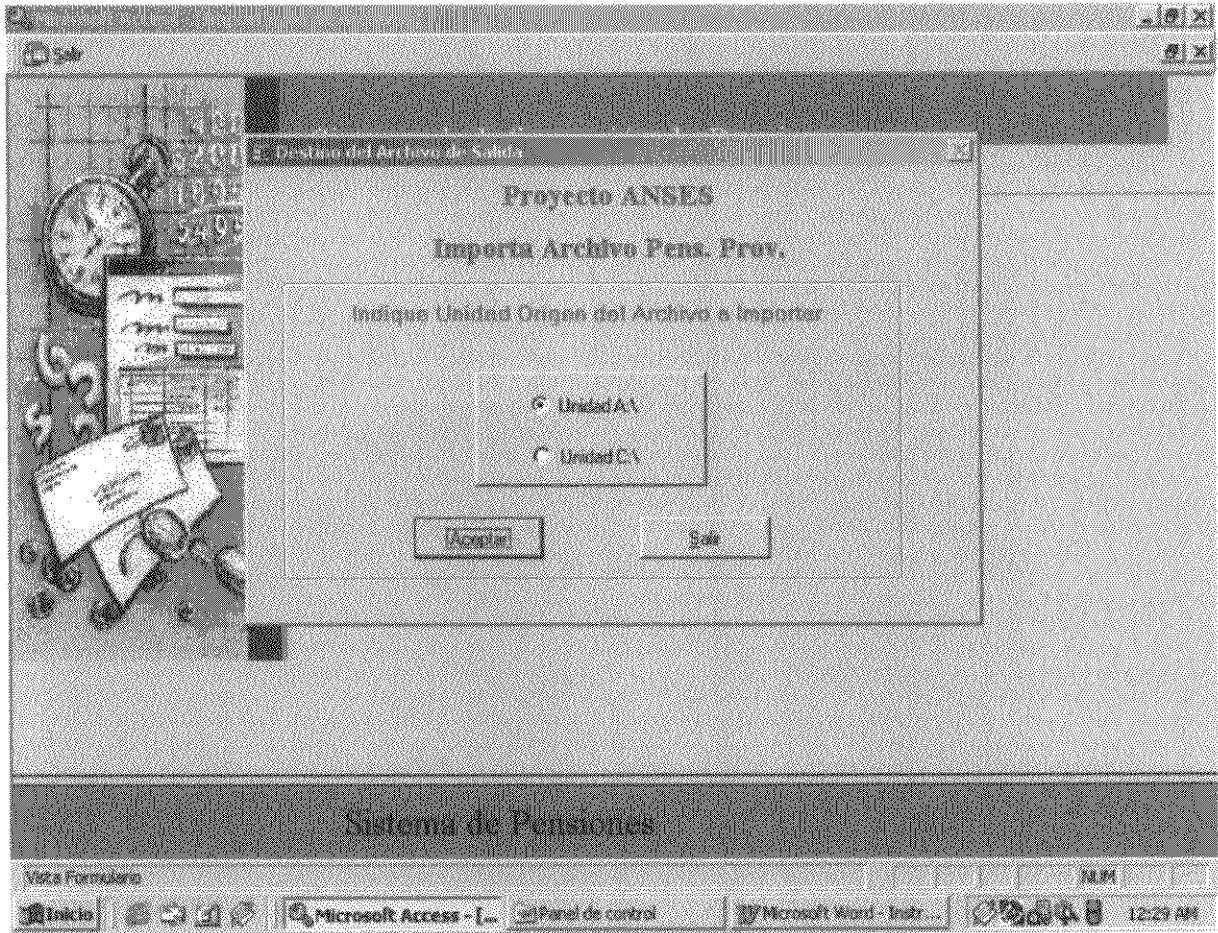 Microsoft Access
Salir
Destino del Archivo de Salida
Proyecto ANSES
Importa Archivo Pens. Prov.
Indique Unidad Origen del Archivo a Importar
Unidad A:\
Unidad C:\
Aceptar
Salir
Sistema de Pensiones
Vista Formulario
NUM
Inicio
Microsoft Access - [...
Panel de control
Microsoft Word - Instr...
12:29 AM